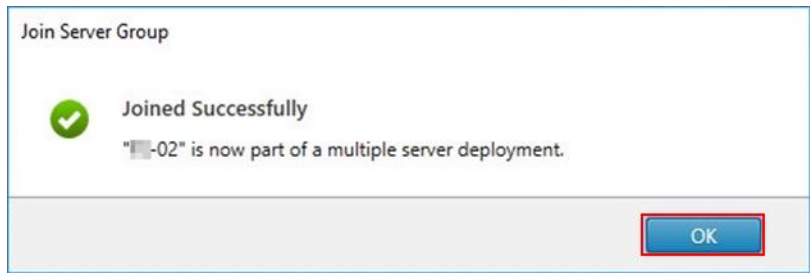 Join Server Group
Joined Successfully
"-02" is now part of a multiple server deployment.
OK